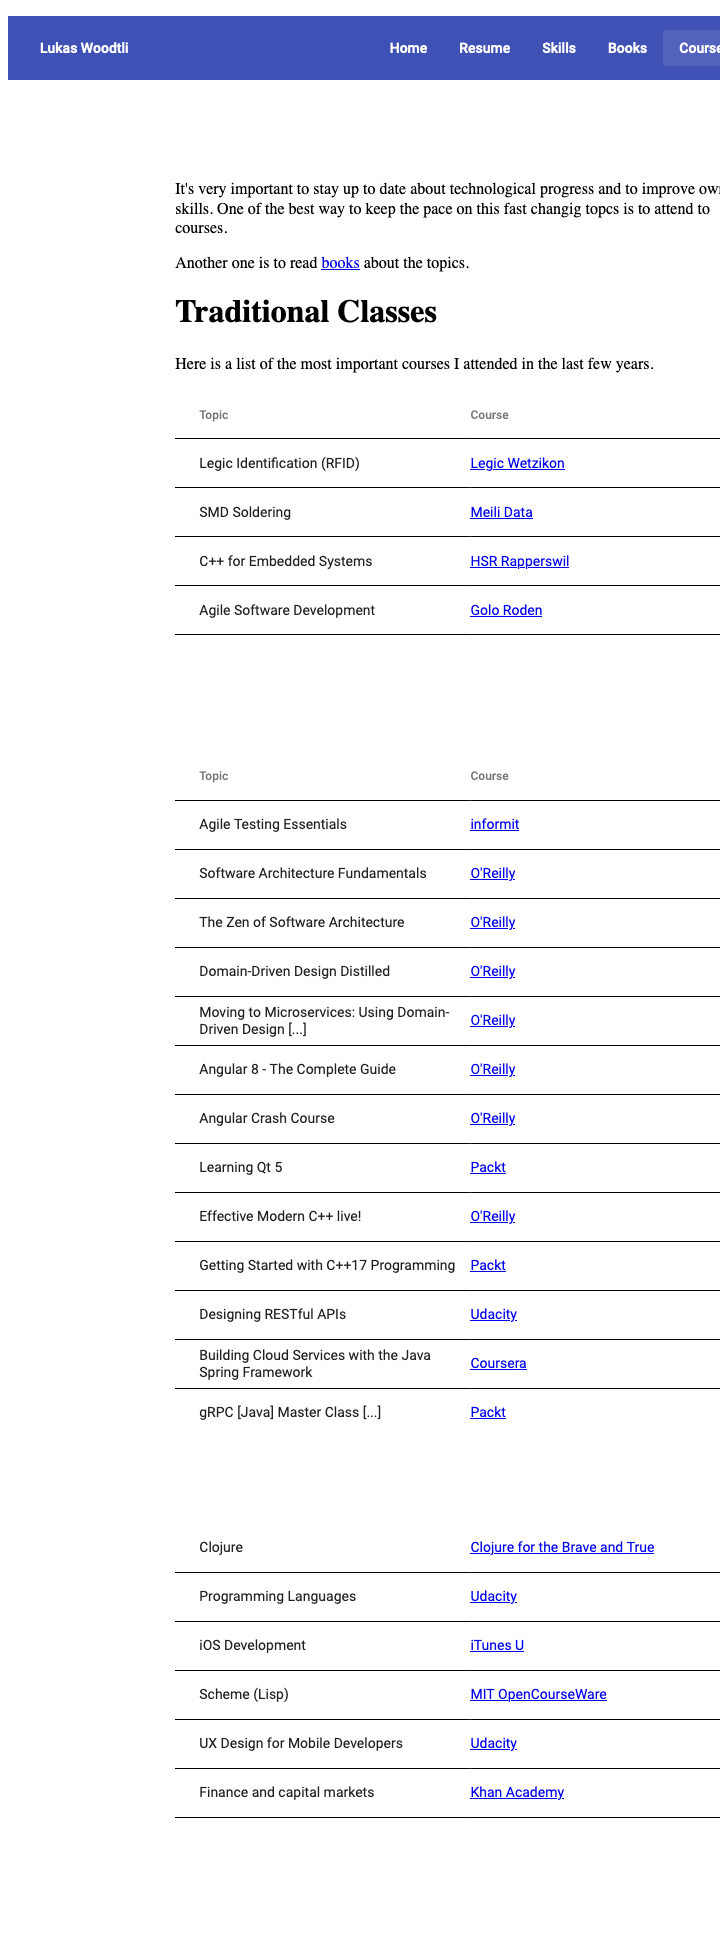 Lukas Woodtli Home Resume Skills Books Course
It's very important to stay up to date about technological progress and to improve own
skills. One of the best way to keep the pace on this fast changig topcs is to attend to
courses.
Another one is to read books about the topics.
Traditional Classes
Here is a list of the most important courses I attended in the last few years.
Topic Course
Legic Identification (RFID) Legic Wetzikon
SMD Soldering Meili Data
C++ for Embedded Systems HSR Rapperswil
Agile Software Development Golo Roden
Topic Course
Agile Testing Essentials informit
Software Architecture Fundamentals O'Reilly
The Zen of Software Architecture O'Reilly
Domain-Driven Design Distilled O'Reilly
Moving to Microservices: Using Domain-
Driven Design [...] O'Reilly
Angular 8 - The Complete Guide O'Reilly
Angular Crash Course O'Reilly
Learning Qt 5 Packt
Effective Modern C++ live! O'Reilly
Getting Started with C++17 Programming Packt
Designing RESTful APIs Udacity
Building Cloud Services with the Java
Spring Framework Coursera
gRPC [Java] Master Class [...] Packt
Clojure Clojure for the Brave and True
Programming Languages Udacity
iOS Development iTunes U
Scheme (Lisp) MIT OpenCourseWare
UX Design for Mobile Developers Udacity
Finance and capital markets Khan Academy